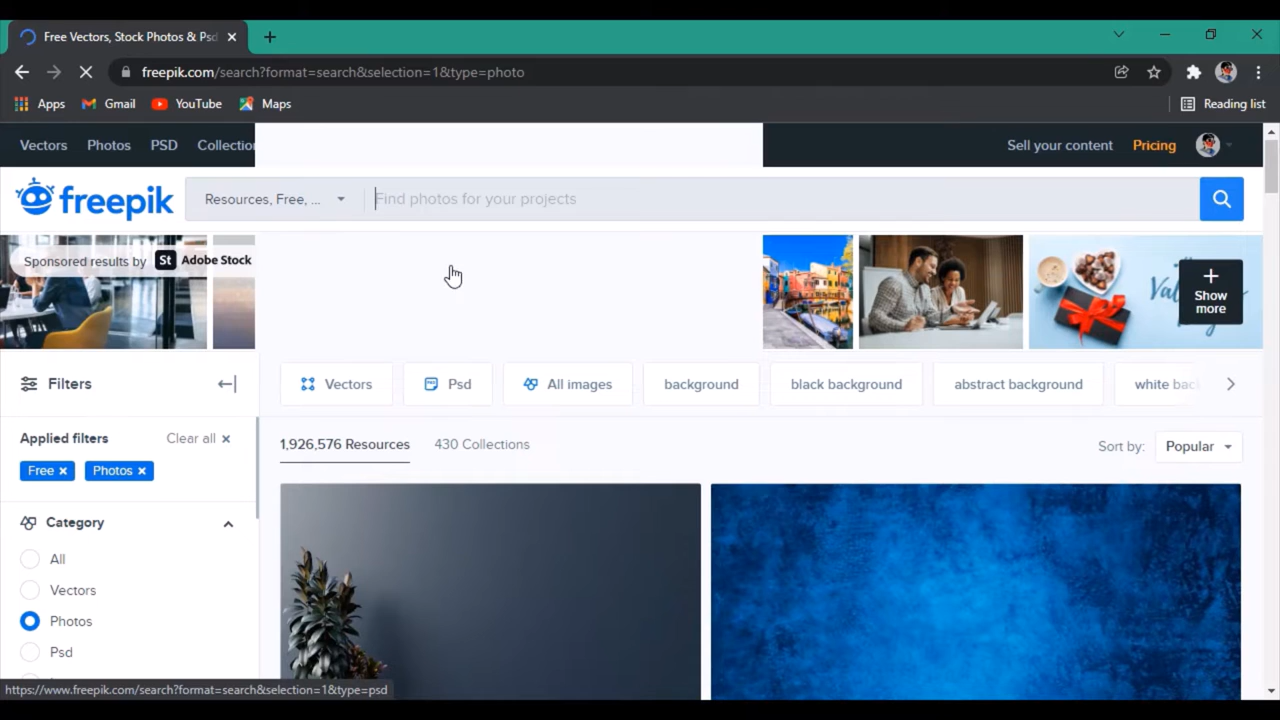 Free Vectors, Stock Photos & Psd
freepik.com/search?format=search&selection=1&type=photo
Apps Gmail YouTube Maps Reading list
Vectors Photos PSD Collection Sell your content Pricing
freepik Resources, Free, ... Find photos for your projects
Sponsored results by St Adobe Stock
+
Show
more
Filters Vectors Psd All images background black background abstract background white bac
Applied filters Clear all ×
1,926,576 Resources 430 Collections Sort by: Popular
Free × Photos ×
Category
All
Vectors
Photos
Psd
https://www.freepik.com/search?format=search&selection=1&type=psd